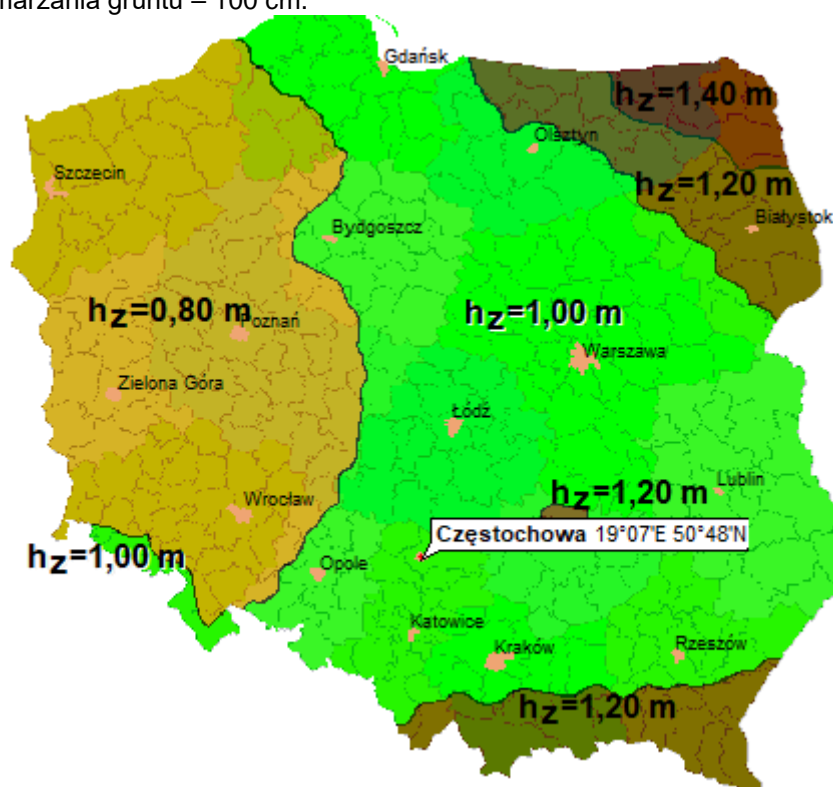 marzania gruntu – 100 cm.
Gdańsk
hz=1,40 m
Olsztyn
Szczecin
hz=1,20 m
Białystok
Bydgoszcz
hz=0,80 m
Poznań
hz=1,00 m
Warszawa
Zielona Góra
Łódź
hz=1,20 m
Lublin
Wrocław
Częstochowa 19°07'E 50°48'N
hz=1,00 m
Opole
Katowice
Kraków
Rzeszów
hz=1,20 m